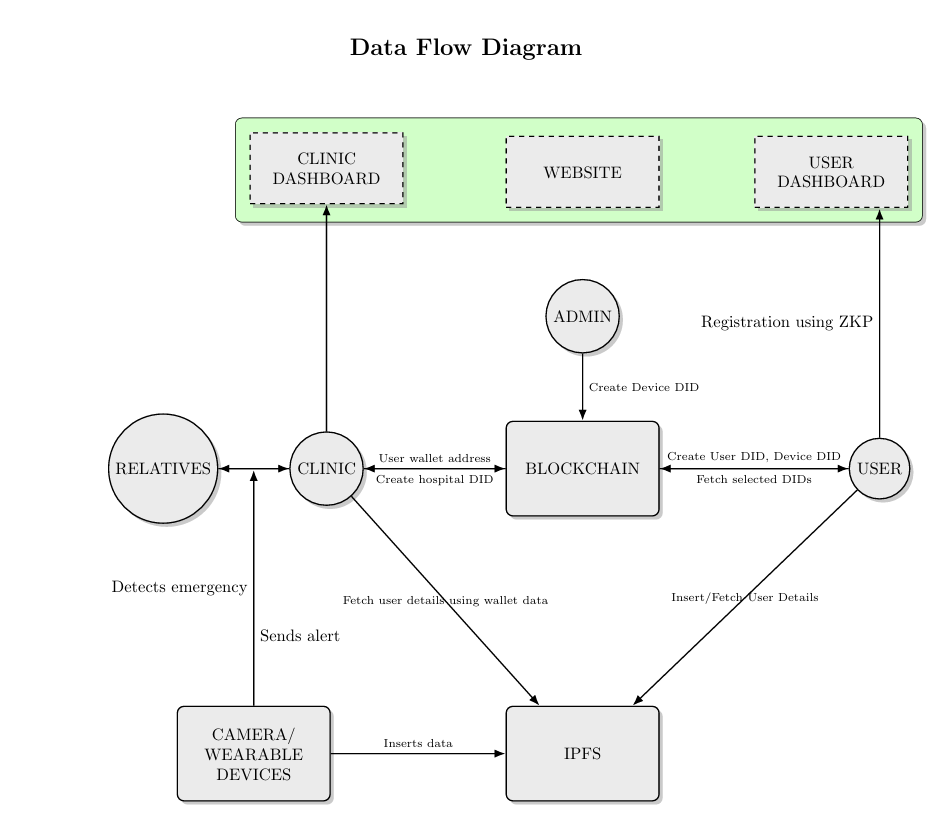 Data Flow Diagram
CLINIC
DASHBOARD
WEBSITE
USER
DASHBOARD
ADMIN
Registration using ZKP
Create Device DID
RELATIVES
CLINIC
User wallet address
Create hospital DID
BLOCKCHAIN
Create User DID, Device DID
Fetch selected DIDs
USER
Detects emergency
Fetch user details using wallet data
Insert/Fetch User Details
Sends alert
CAMERA/
WEARABLE
DEVICES
Inserts data
IPFS